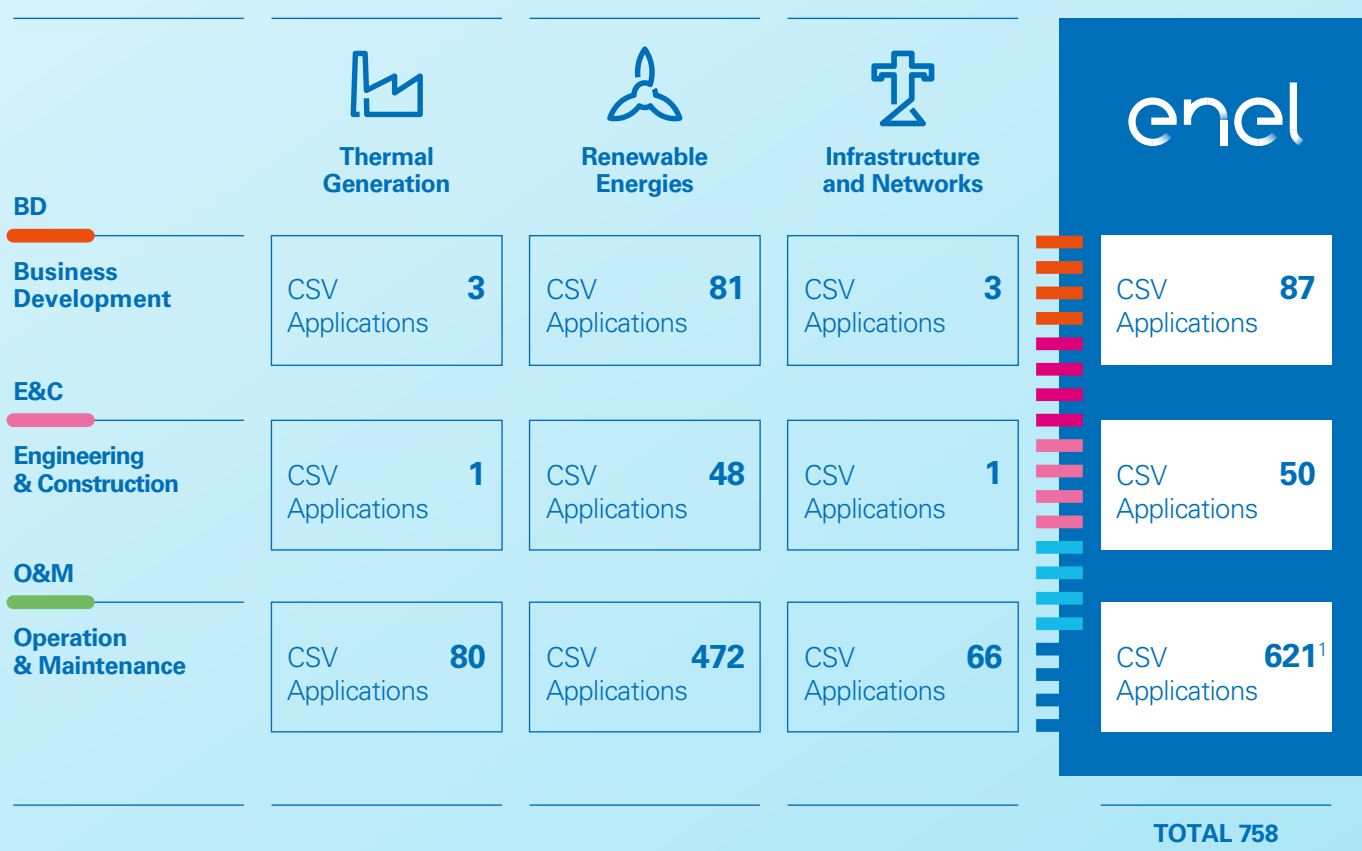 enel
Thermal
Generation
Renewable
Energies
Infrastructure
and Networks
BD
Business
Development
CSV 3
Applications
CSV 81
Applications
CSV 3
Applications
CSV 87
Applications
E&C
Engineering
& Construction
CSV 1
Applications
CSV 48
Applications
CSV 1
Applications
CSV 50
Applications
O&M
Operation
& Maintenance
CSV 80
Applications
CSV 472
Applications
CSV 66
Applications
CSV 621¹
Applications
TOTAL 758